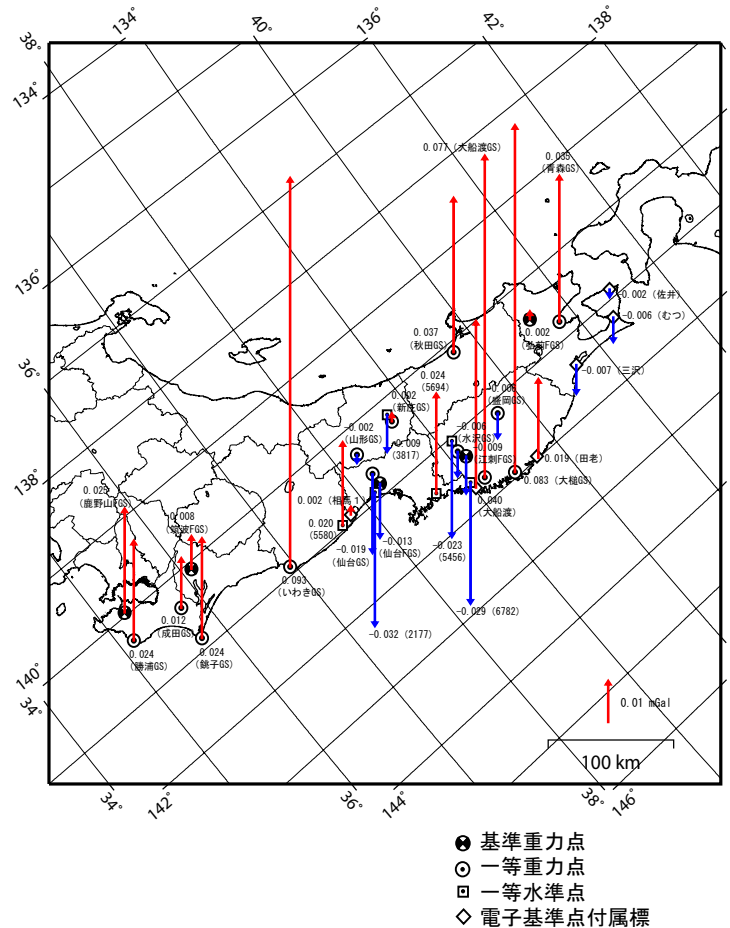 134°
40°
136°
42°
138°
38°
134°
0.077（大船渡GS）
0.035
（青森GS）
136°
-0.002（佐井）
-0.006（むつ）
0.037
（秋田GS）
-0.002
（弘前FGS）
36°
-0.007（三沢）
0.024
（5694）
（盛岡GS）
0.002
（新庄GS）
-0.002
（山形GS）
-0.009
（3817）
-0.006
（水沢GS）
-0.009
（江刺FGS）
138°
0.025
（鹿野山FGS）
0.019（田老）
0.083（大槌GS）
0.002（相馬１）
0.040
（大船渡）
-0.008
（筑波FGS）
0.020
（5580）
-0.013
（仙台FGS）
-0.019
（仙台GS）
-0.023
（5456）
0.093
（いわきGS）
-0.029（6782）
0.012
（成田GS）
-0.032（2177）
0.024
（勝浦GS）
0.024
（銚子GS）
140°
34°
0.01 mGal
100 km
34°
142°
36°
144°
38°
146°
基準重力点
一等重力点
一等水準点
電子基準点付属標